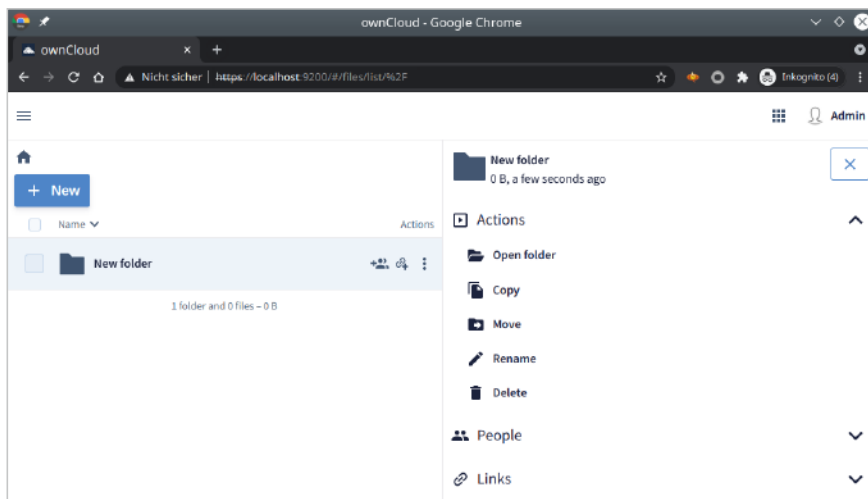 ownCloud - Google Chrome
ownCloud
Nicht sicher | https://localhost:9200/#/files/list/%2F
Inkognito (4)
Admin
+ New
Name
Actions
New folder
1 folder and 0 files – 0 B
New folder
0 B, a few seconds ago
Actions
Open folder
Copy
Move
Rename
Delete
People
Links